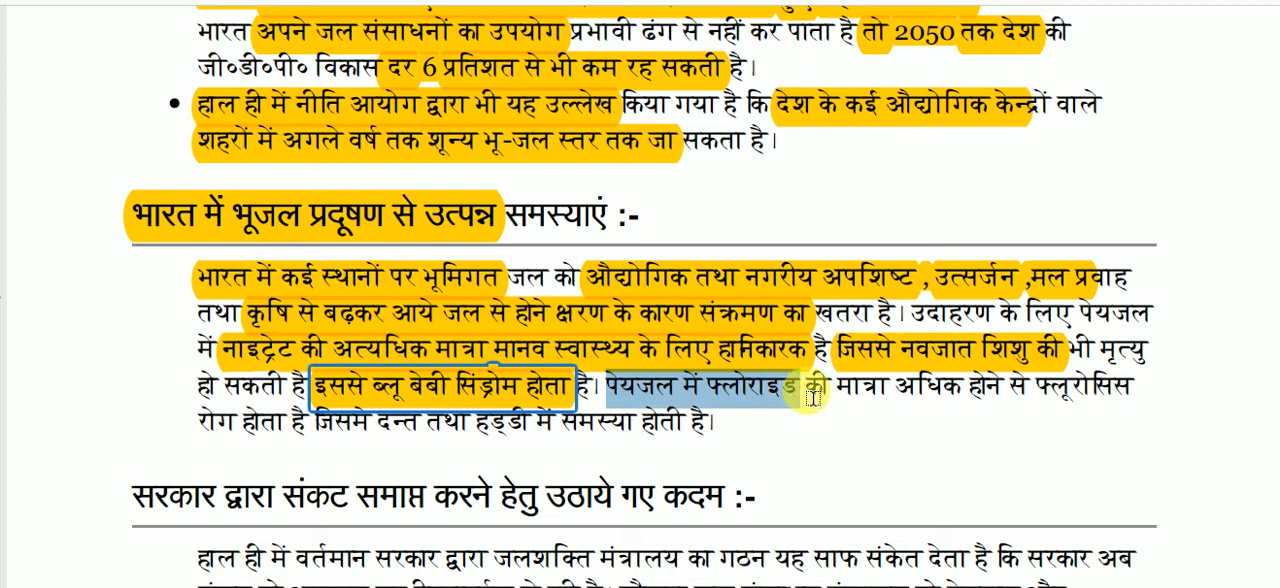 भारत अपने जल संसाधनों का उपयोग प्रभावी ढंग से नहीं कर पाता है तो 2050 तक देश की
जी०डी०पी० विकास दर 6 प्रतिशत से भी कम रह सकती है।
• हाल ही में नीति आयोग द्वारा भी यह उल्लेख किया गया है कि देश के कई औद्योगिक केन्द्रों वाले
शहरों में अगले वर्ष तक शून्य भू-जल स्तर तक जा सकता है।
भारत में भूजल प्रदूषण से उत्पन्न समस्याएं :-
भारत में कई स्थानों पर भूमिगत जल को औद्योगिक तथा नगरीय अपशिष्ट , उत्सर्जन ,मल प्रवाह
तथा कृषि से बढ़कर आये जल से होने क्षरण के कारण संक्रमण का खतरा है। उदाहरण के लिए पेयजल
में नाइट्रेट की अत्यधिक मात्रा मानव स्वास्थ्य के लिए हानिकारक है जिससे नवजात शिशु की भी मृत्यु
हो सकती है इससे ब्लू बेबी सिंड्रोम होता है। पेयजल में फ्लोराइड की मात्रा अधिक होने से फ्लूरोसिस
रोग होता है जिसमे दन्त तथा हड्डी में समस्या होती है।
सरकार द्वारा संकट समाप्त करने हेतु उठाये गए कदम :-
हाल ही में वर्तमान सरकार द्वारा जलशक्ति मंत्रालय का गठन यह साफ संकेत देता है कि सरकार अब